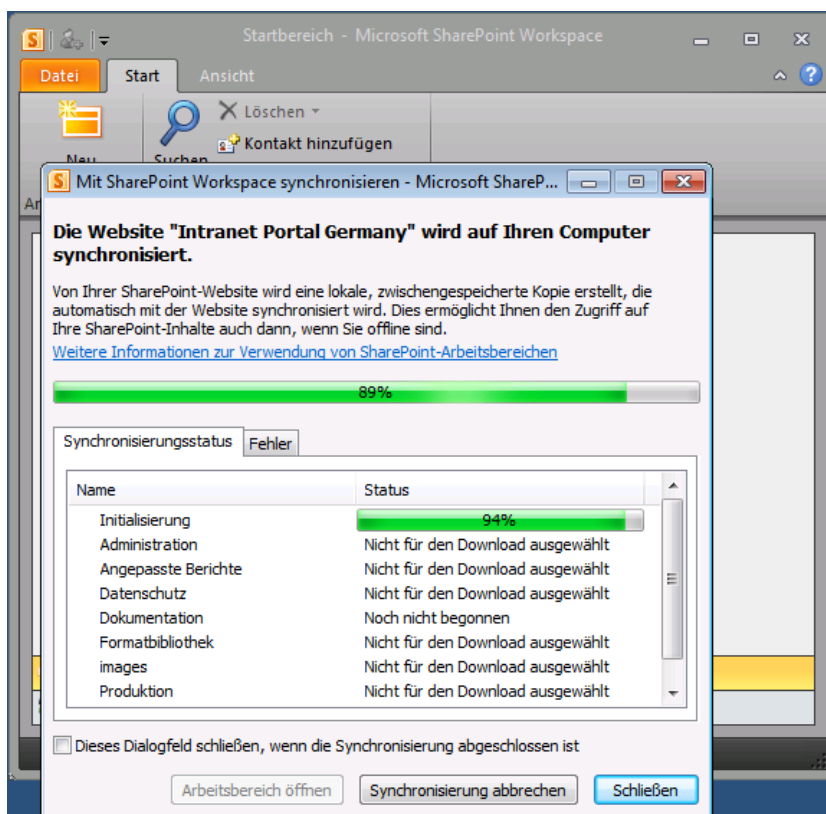 Startbereich - Microsoft SharePoint Workspace
Datei Start Ansicht
Löschen
Kontakt hinzufügen
Neu Suchen
Mit SharePoint Workspace synchronisieren - Microsoft ShareP...
Die Website "Intranet Portal Germany" wird auf Ihren Computer
synchronisiert.
Von Ihrer SharePoint-Website wird eine lokale, zwischengespeicherte Kopie erstellt, die
automatisch mit der Website synchronisiert wird. Dies ermöglicht Ihnen den Zugriff auf
Ihre SharePoint-Inhalte auch dann, wenn Sie offline sind.
Weitere Informationen zur Verwendung von SharePoint-Arbeitsbereichen
89%
Synchronisierungsstatus Fehler
Name Status
Initialisierung 94%
Administration Nicht für den Download ausgewählt
Angepasste Berichte Nicht für den Download ausgewählt
Datenschutz Nicht für den Download ausgewählt
Dokumentation Noch nicht begonnen
Formatbibliothek Nicht für den Download ausgewählt
images Nicht für den Download ausgewählt
Produktion Nicht für den Download ausgewählt
Dieses Dialogfeld schließen, wenn die Synchronisierung abgeschlossen ist
Arbeitsbereich öffnen Synchronisierung abbrechen Schließen